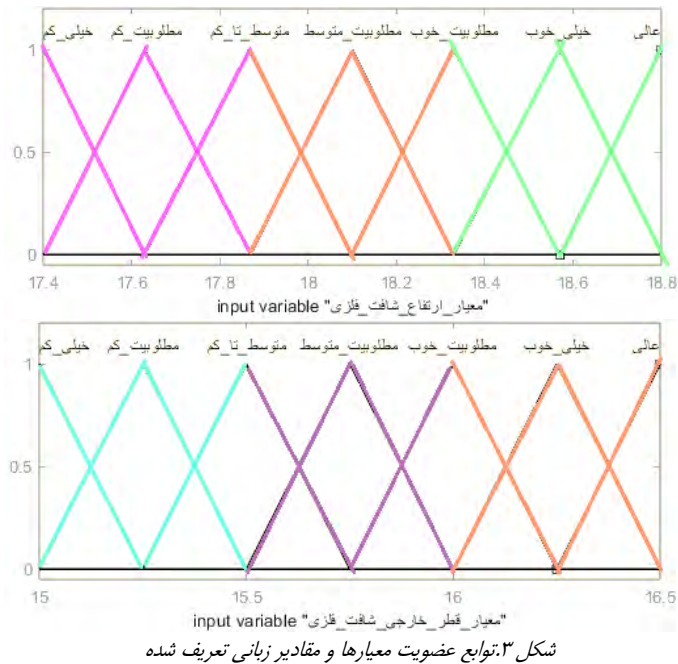 خیلی_کم مطلوبیت_کم متوسط_تا_کم مطلوبیت_متوسط مطلوبیت_خوب خیلی_خوب عالی
1
0.5
0
17.4 17.6 17.8 18 18.2 18.4 18.6 18.8
input variable "معیار_ارتفاع_شافت_فلزی"
خیلی_کم مطلوبیت_کم متوسط_تا_کم مطلوبیت_متوسط مطلوبیت_خوب خیلی_خوب عالی
1
0.5
0
15 15.5 16 16.5
input variable "معیار_قطر_خارجی_شافت_فلزی"
شکل ۳.توابع عضویت معیارها و مقادیر زبانی تعریف شده